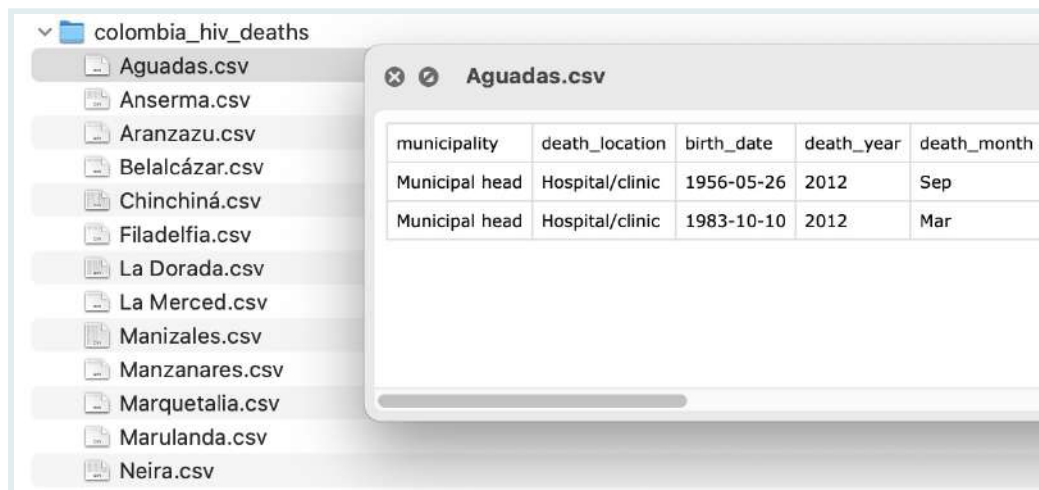 colombia_hiv_deaths
Aguadas.csv
Anserma.csv
Aranzazu.csv
Belalcázar.csv
Chinchiná.csv
Filadelfia.csv
La Dorada.csv
La Merced.csv
Manizales.csv
Manzanares.csv
Marquetalia.csv
Marulanda.csv
Neira.csv
Aguadas.csv
municipality death_location birth_date death_year death_month
Municipal head Hospital/clinic 1956-05-26 2012 Sep
Municipal head Hospital/clinic 1983-10-10 2012 Mar